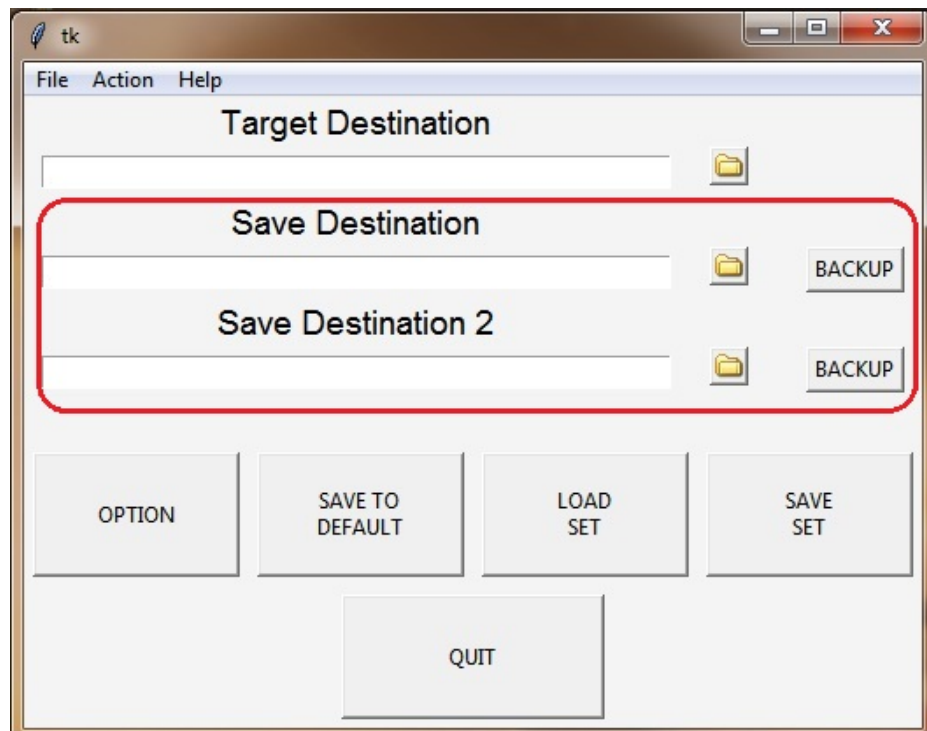 tk
File Action Help
Target Destination
Save Destination
BACKUP
Save Destination 2
BACKUP
OPTION
SAVE TO
DEFAULT
LOAD
SET
SAVE
SET
QUIT